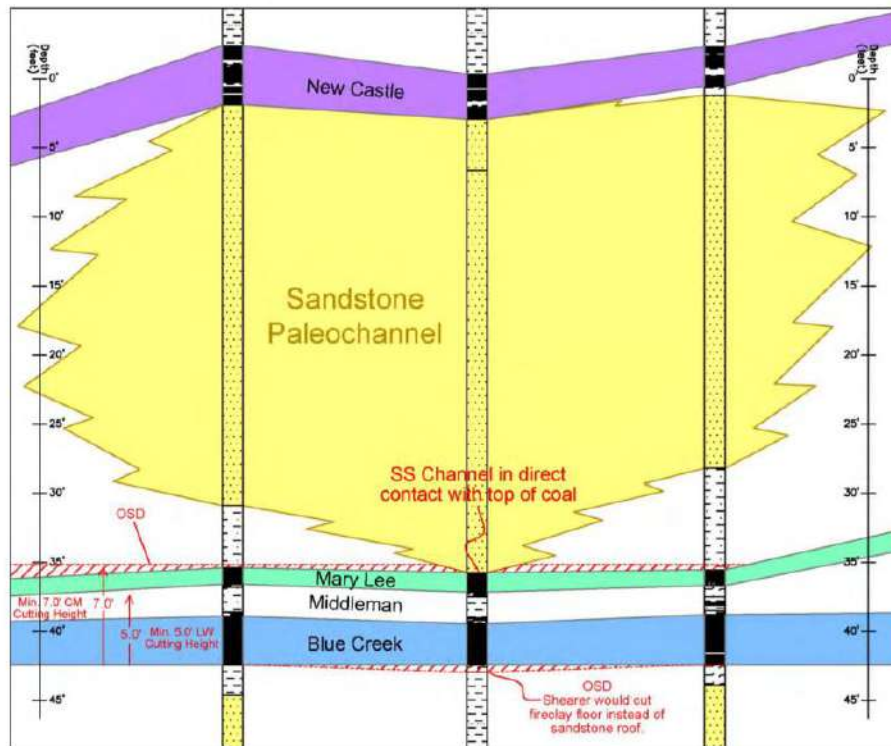 Depth
(feet)
Depth
(feet)
0'
0'
New Castle
5'
5'
10'
10'
15'
15'
Sandstone
Paleochannel
20'
20'
25'
25'
SS Channel in direct
contact with top of coal
30'
30'
OSD
35'
35'
Mary Lee
Min. 7.0' CM
Cutting Height
7.0'
Middleman
40'
40'
5.0'
Min. 5.0' LW
Cutting Height
Blue Creek
OSD
Shearer would cut
fireclay floor instead of
sandstone roof.
45'
45'